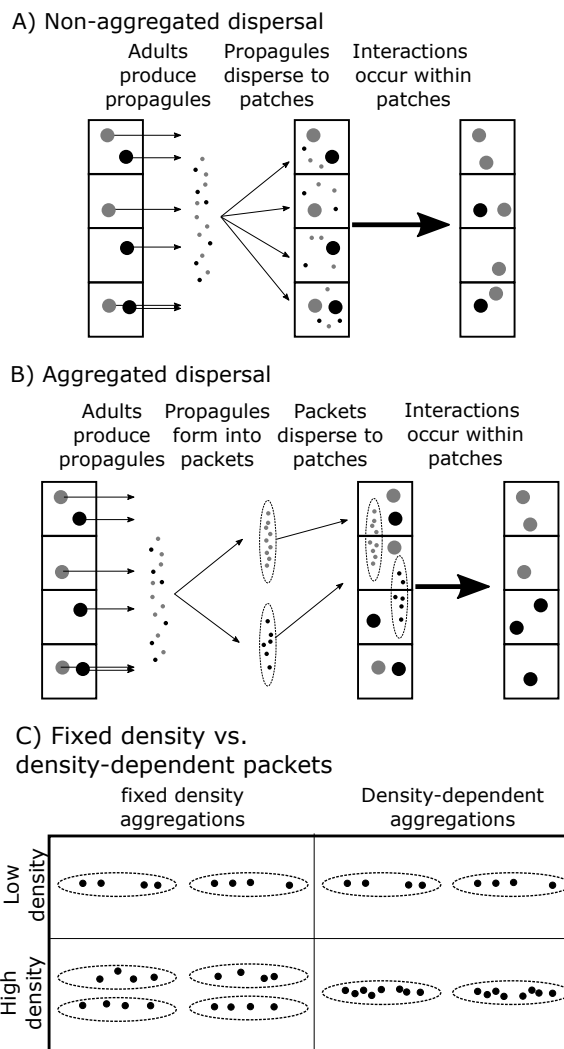 A) Non-aggregated dispersal
Adults produce propagules
Propagules disperse to patches
Interactions occur within patches
B) Aggregated dispersal
Adults produce propagules
Propagules form into packets
Packets disperse to patches
Interactions occur within patches
C) Fixed density vs.
density-dependent packets
fixed density aggregations
Density-dependent aggregations
Low density
High density